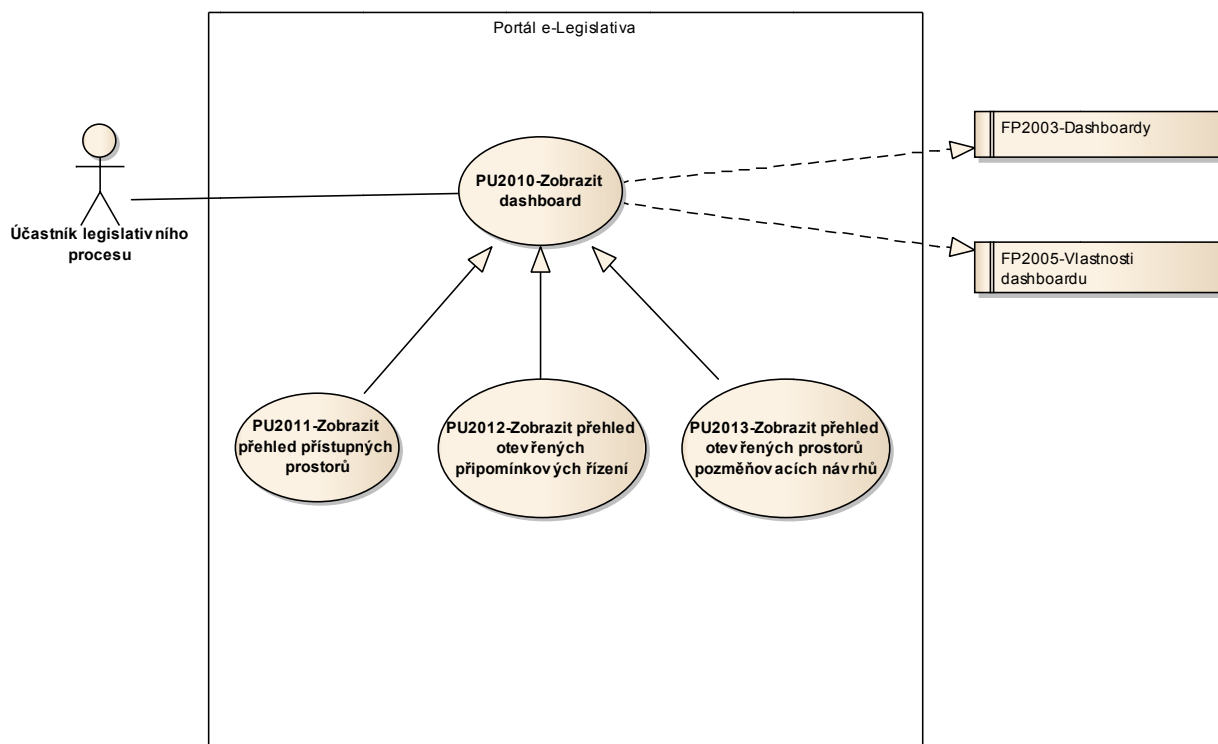 Portál e-Legislativa
FP2003-Dashboardy
PU2010-Zobrazit
dashboard
Účastník legislativního
procesu
FP2005-Vlastnosti
dashboardu
PU2011-Zobrazit
přehled přístupných
prostorů
PU2012-Zobrazit přehled
otevřených
připomínkových řízení
PU2013-Zobrazit přehled
otevřených prostorů
pozměňovacích návrhů